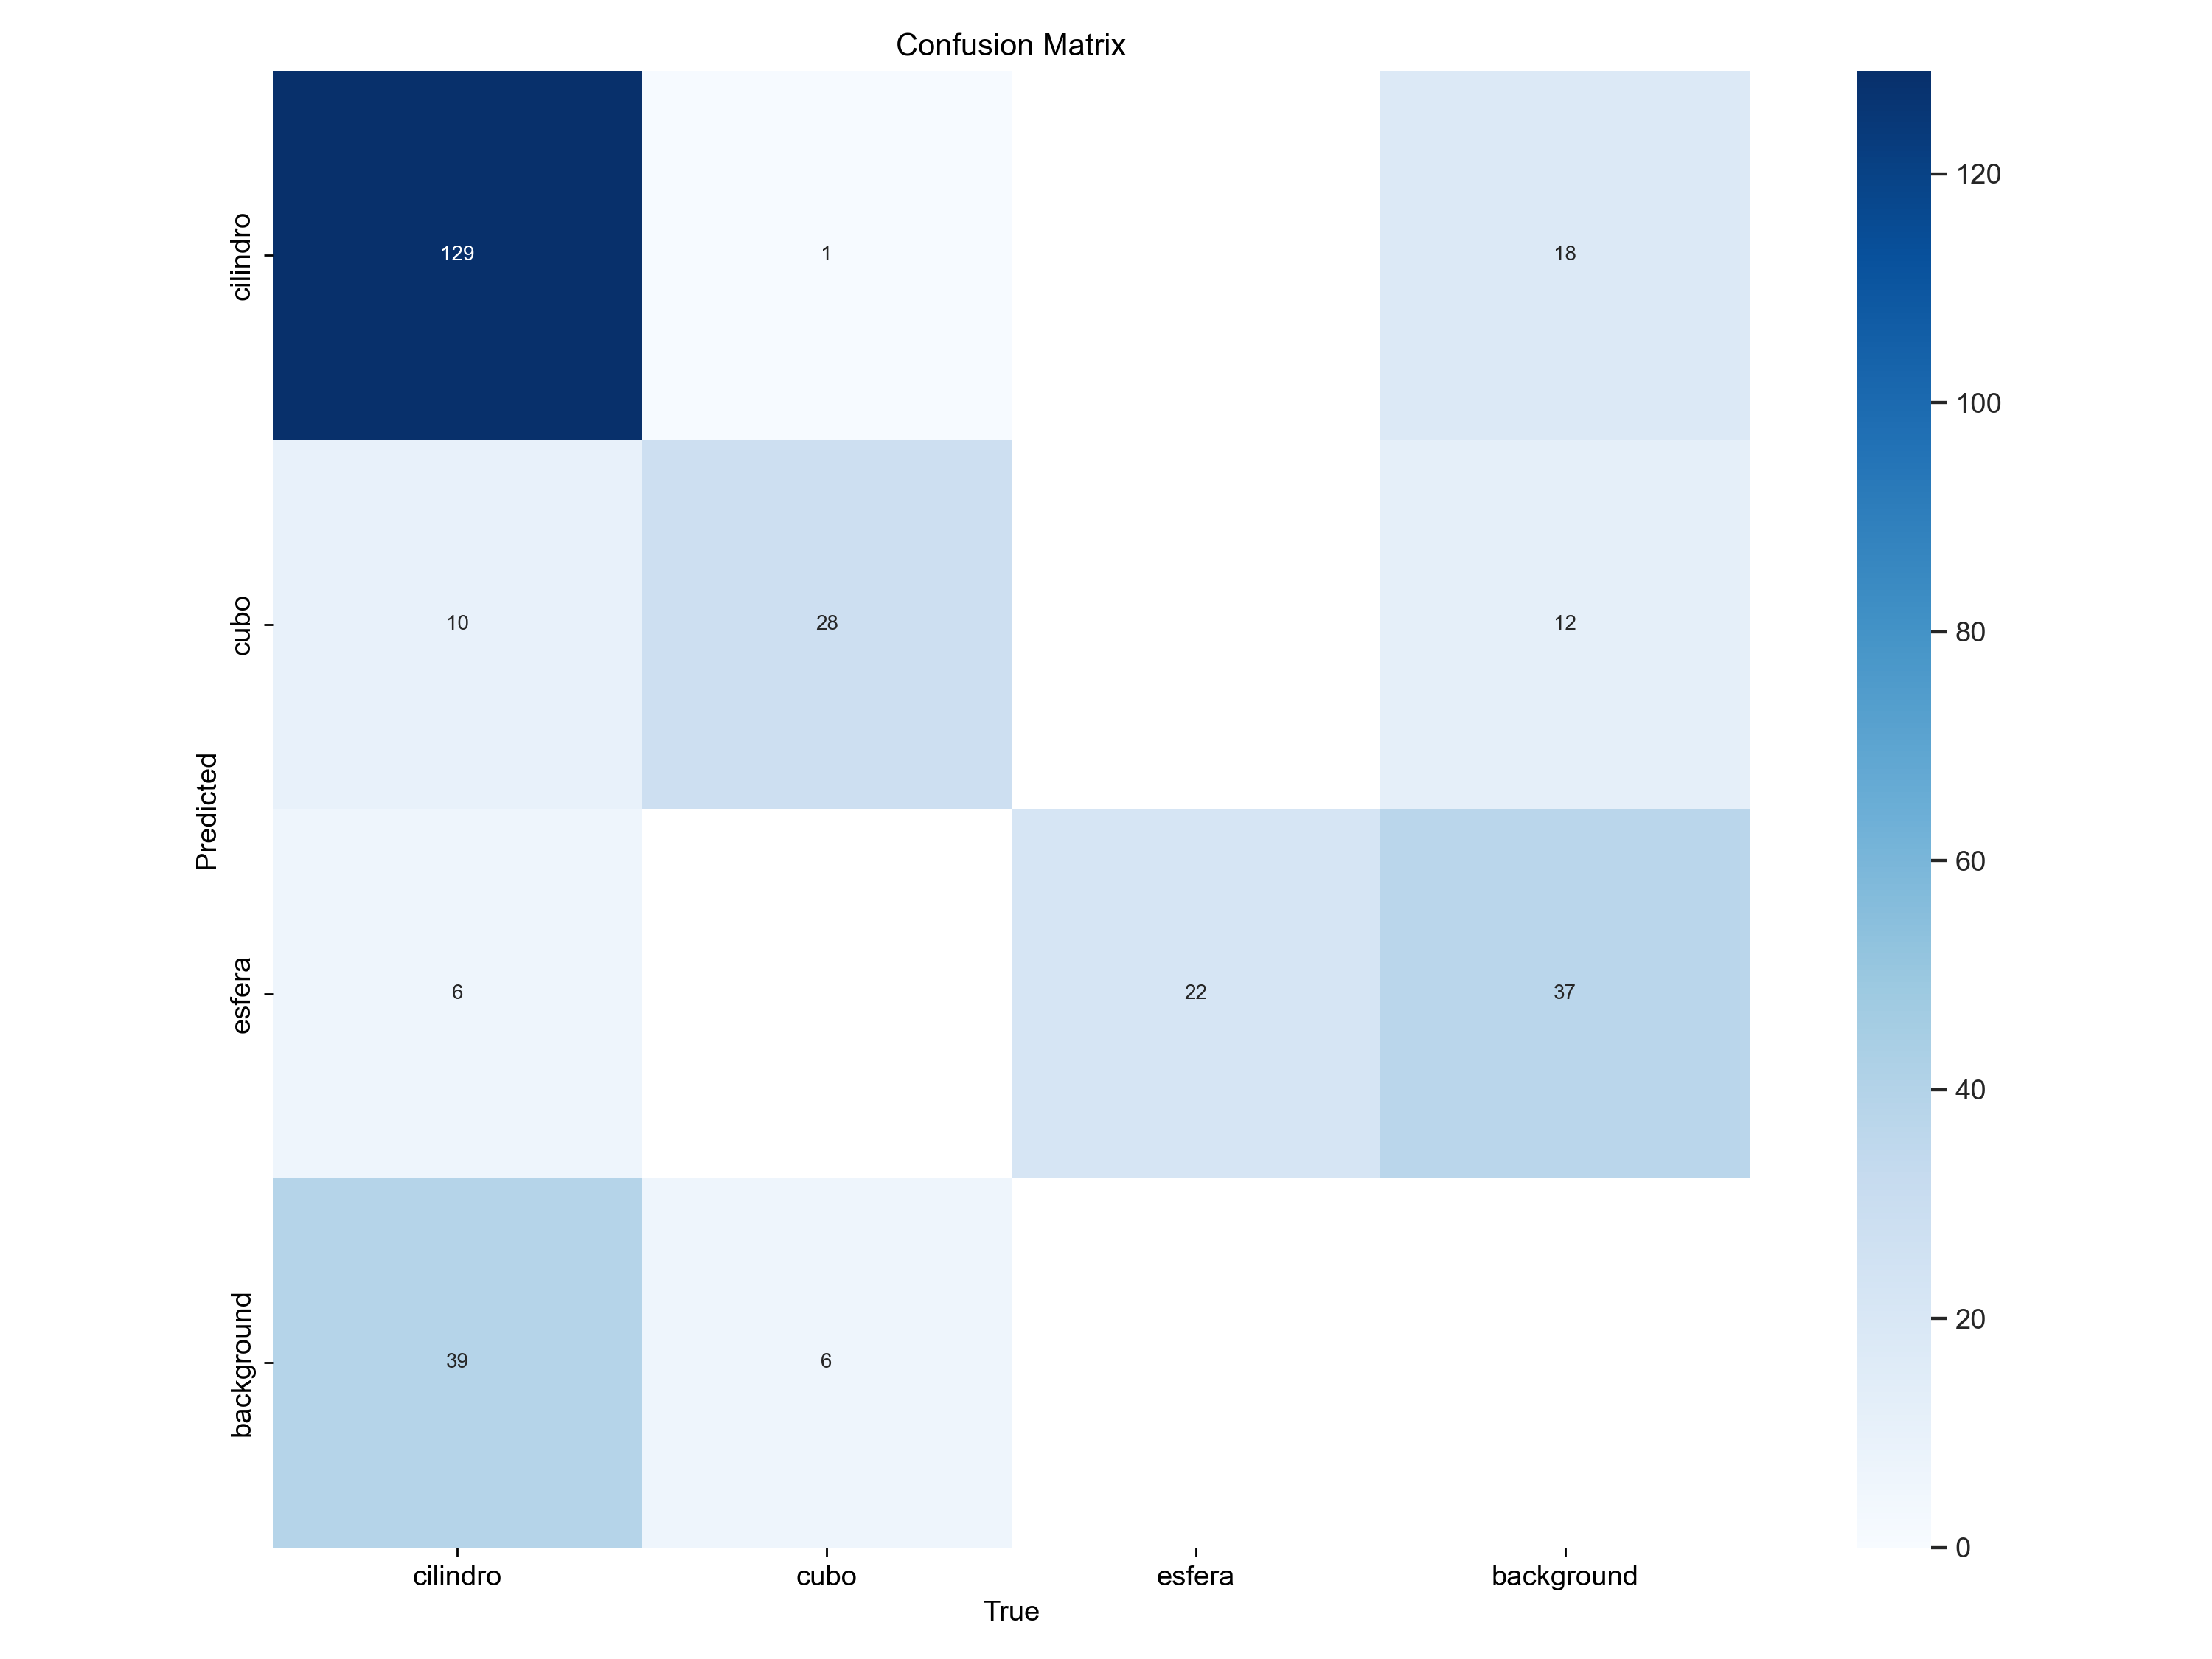 Confusion Matrix
cilindro
129
1
18
cubo
10
28
12
esfera
6
22
37
background
39
6
cilindro
cubo
esfera
background
True
Predicted
120
100
80
60
40
20
0